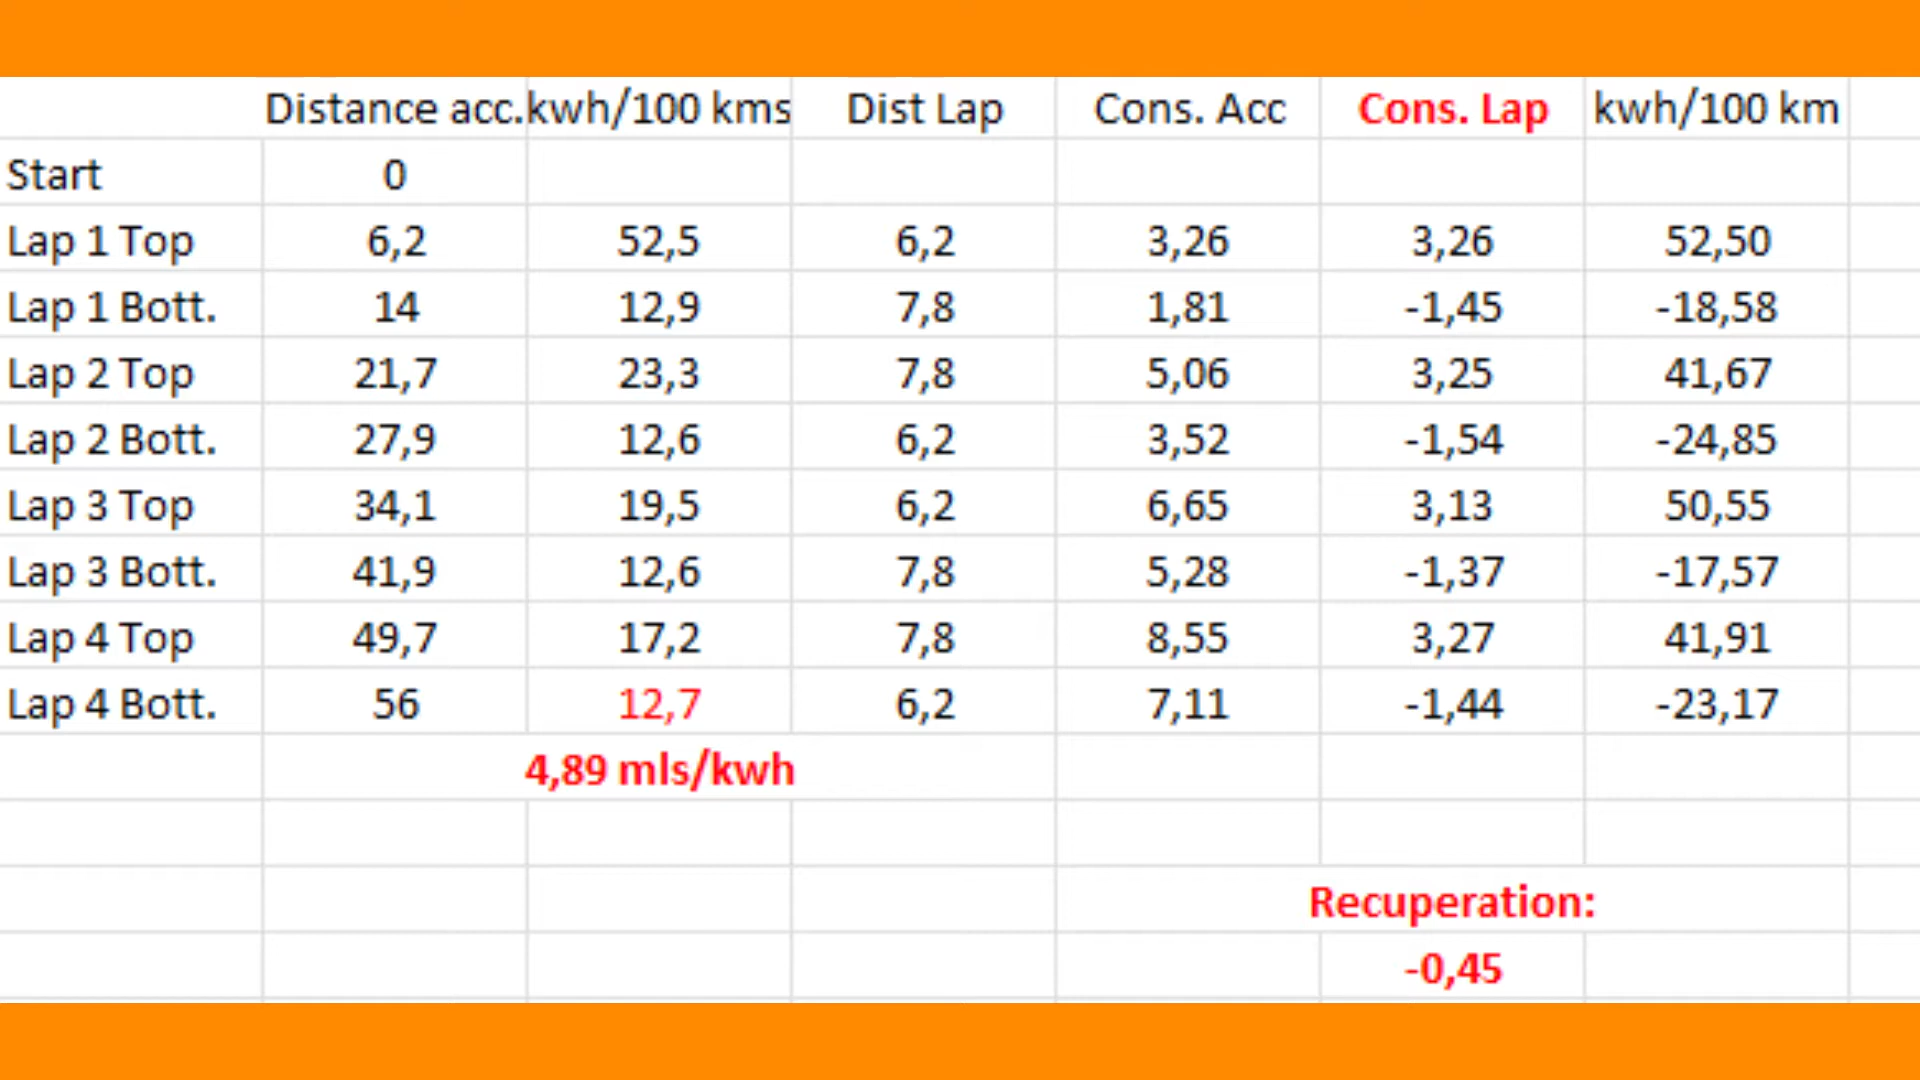 Distance acc. kwh/100 kms Dist Lap Cons. Acc Cons. Lap kwh/100 km
Start 0
Lap 1 Top 6,2 52,5 6,2 3,26 3,26 52,50
Lap 1 Bott. 14 12,9 7,8 1,81 -1,45 -18,58
Lap 2 Top 21,7 23,3 7,8 5,06 3,25 41,67
Lap 2 Bott. 27,9 12,6 6,2 3,52 -1,54 -24,85
Lap 3 Top 34,1 19,5 6,2 6,65 3,13 50,55
Lap 3 Bott. 41,9 12,6 7,8 5,28 -1,37 -17,57
Lap 4 Top 49,7 17,2 7,8 8,55 3,27 41,91
Lap 4 Bott. 56 12,7 6,2 7,11 -1,44 -23,17
4,89 mls/kwh
Recuperation:
-0,45